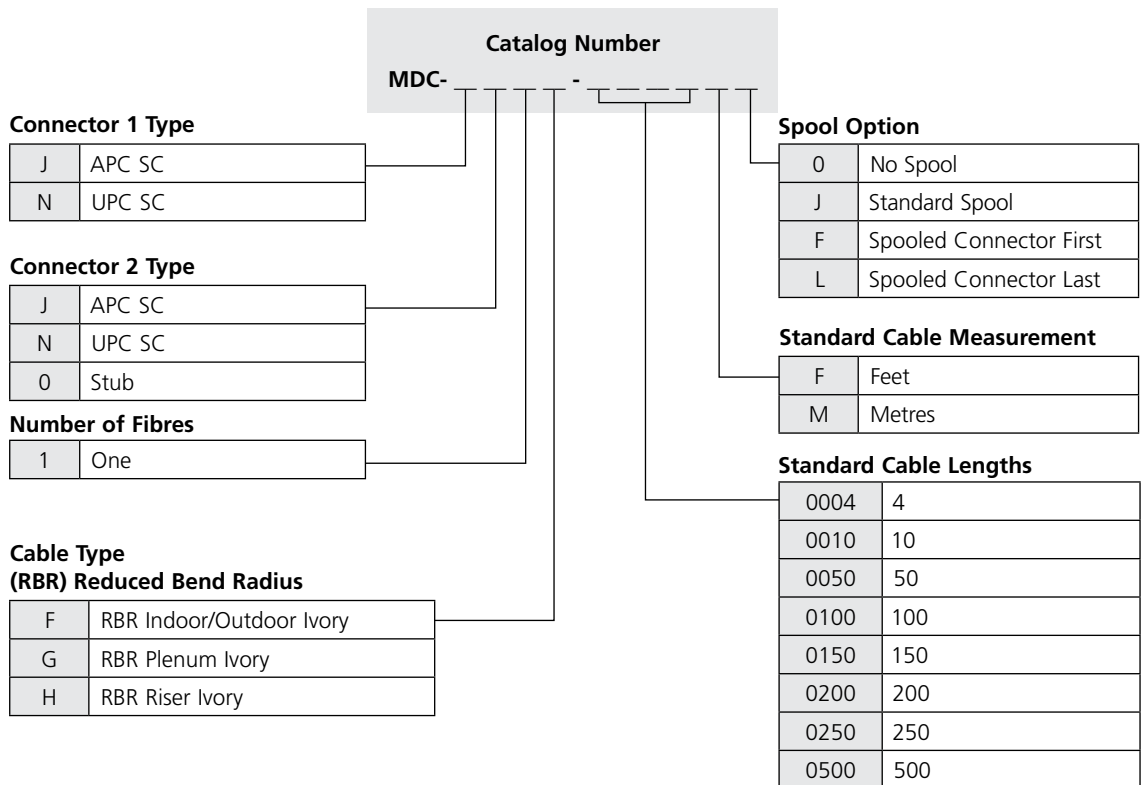 Catalog Number
MDC- _ _ _ _ - _ _ _ _ _ _
Connector 1 Type
J APC SC
N UPC SC
Connector 2 Type
J APC SC
N UPC SC
0 Stub
Number of Fibres
1 One
Cable Type
(RBR) Reduced Bend Radius
F RBR Indoor/Outdoor Ivory
G RBR Plenum Ivory
H RBR Riser Ivory
Spool Option
0 No Spool
J Standard Spool
F Spooled Connector First
L Spooled Connector Last
Standard Cable Measurement
F Feet
M Metres
Standard Cable Lengths
0004 4
0010 10
0050 50
0100 100
0150 150
0200 200
0250 250
0500 500